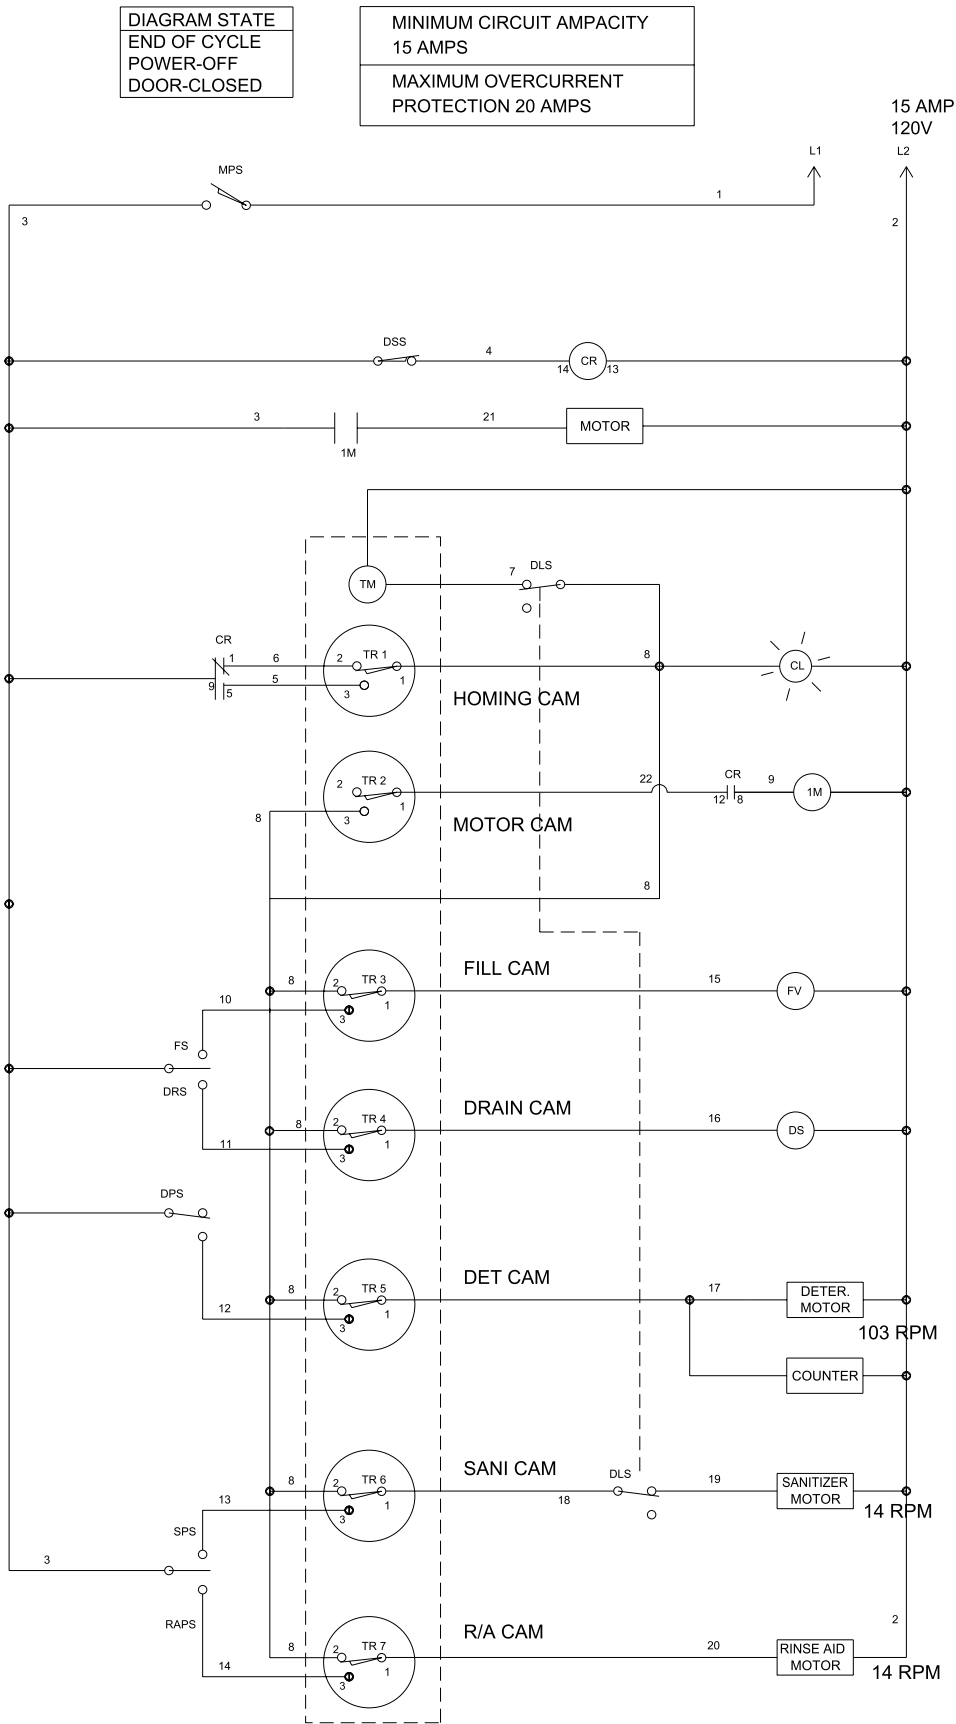 DIAGRAM STATE
END OF CYCLE
POWER-OFF
DOOR-CLOSED
MINIMUM CIRCUIT AMPACITY
15 AMPS
MAXIMUM OVERCURRENT
PROTECTION 20 AMPS
15 AMP
120V
L1
L2
MPS
1
3
2
DSS
4
CR
14
13
3
1M
21
MOTOR
TM
7
DLS
CR
1
6
2
TR 1
1
8
CL
9
5
5
3
HOMING CAM
2
TR 2
1
22
CR
12
8
9
1M
8
3
MOTOR CAM
8
FILL CAM
8
2
TR 3
1
15
FV
10
3
FS
DRS
DRAIN CAM
8
2
TR 4
1
16
DS
11
3
DPS
DET CAM
8
2
TR 5
1
17
DETER.
MOTOR
12
3
103 RPM
COUNTER
SANI CAM
8
2
TR 6
1
18
DLS
19
SANITIZER
MOTOR
13
3
14 RPM
SPS
3
RAPS
R/A CAM
2
8
2
TR 7
1
20
RINSE AID
MOTOR
14
3
14 RPM